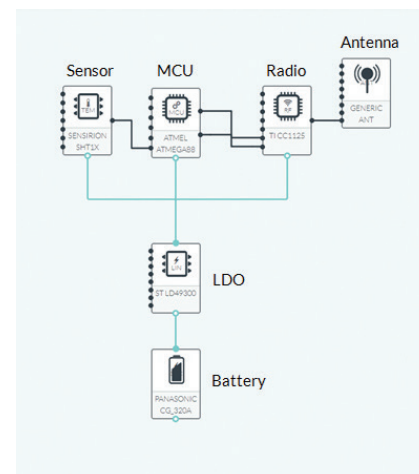 Antenna
Sensor
MCU
Radio
TEM
MCU
RF
GENERIC
ANT
SENSIRION
SHT1X
ATMEL
ATMEGA88
TI CC1125
LIN
ST LD49300
LDO
Battery
PANASONIC
CG_320A